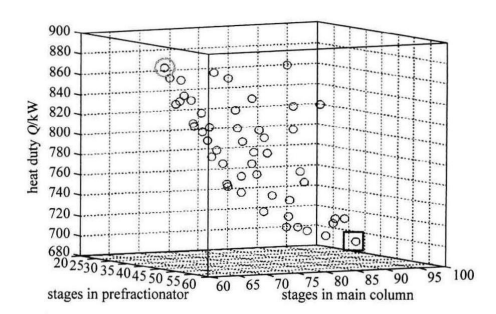 900
880
860
840
820
800
780
760
740
720
700
680
heat duty Q/kW
20 25 30 35 40 45 50 55 60
60 65 70 75 80 85 90 95 100
stages in prefractionator
stages in main column